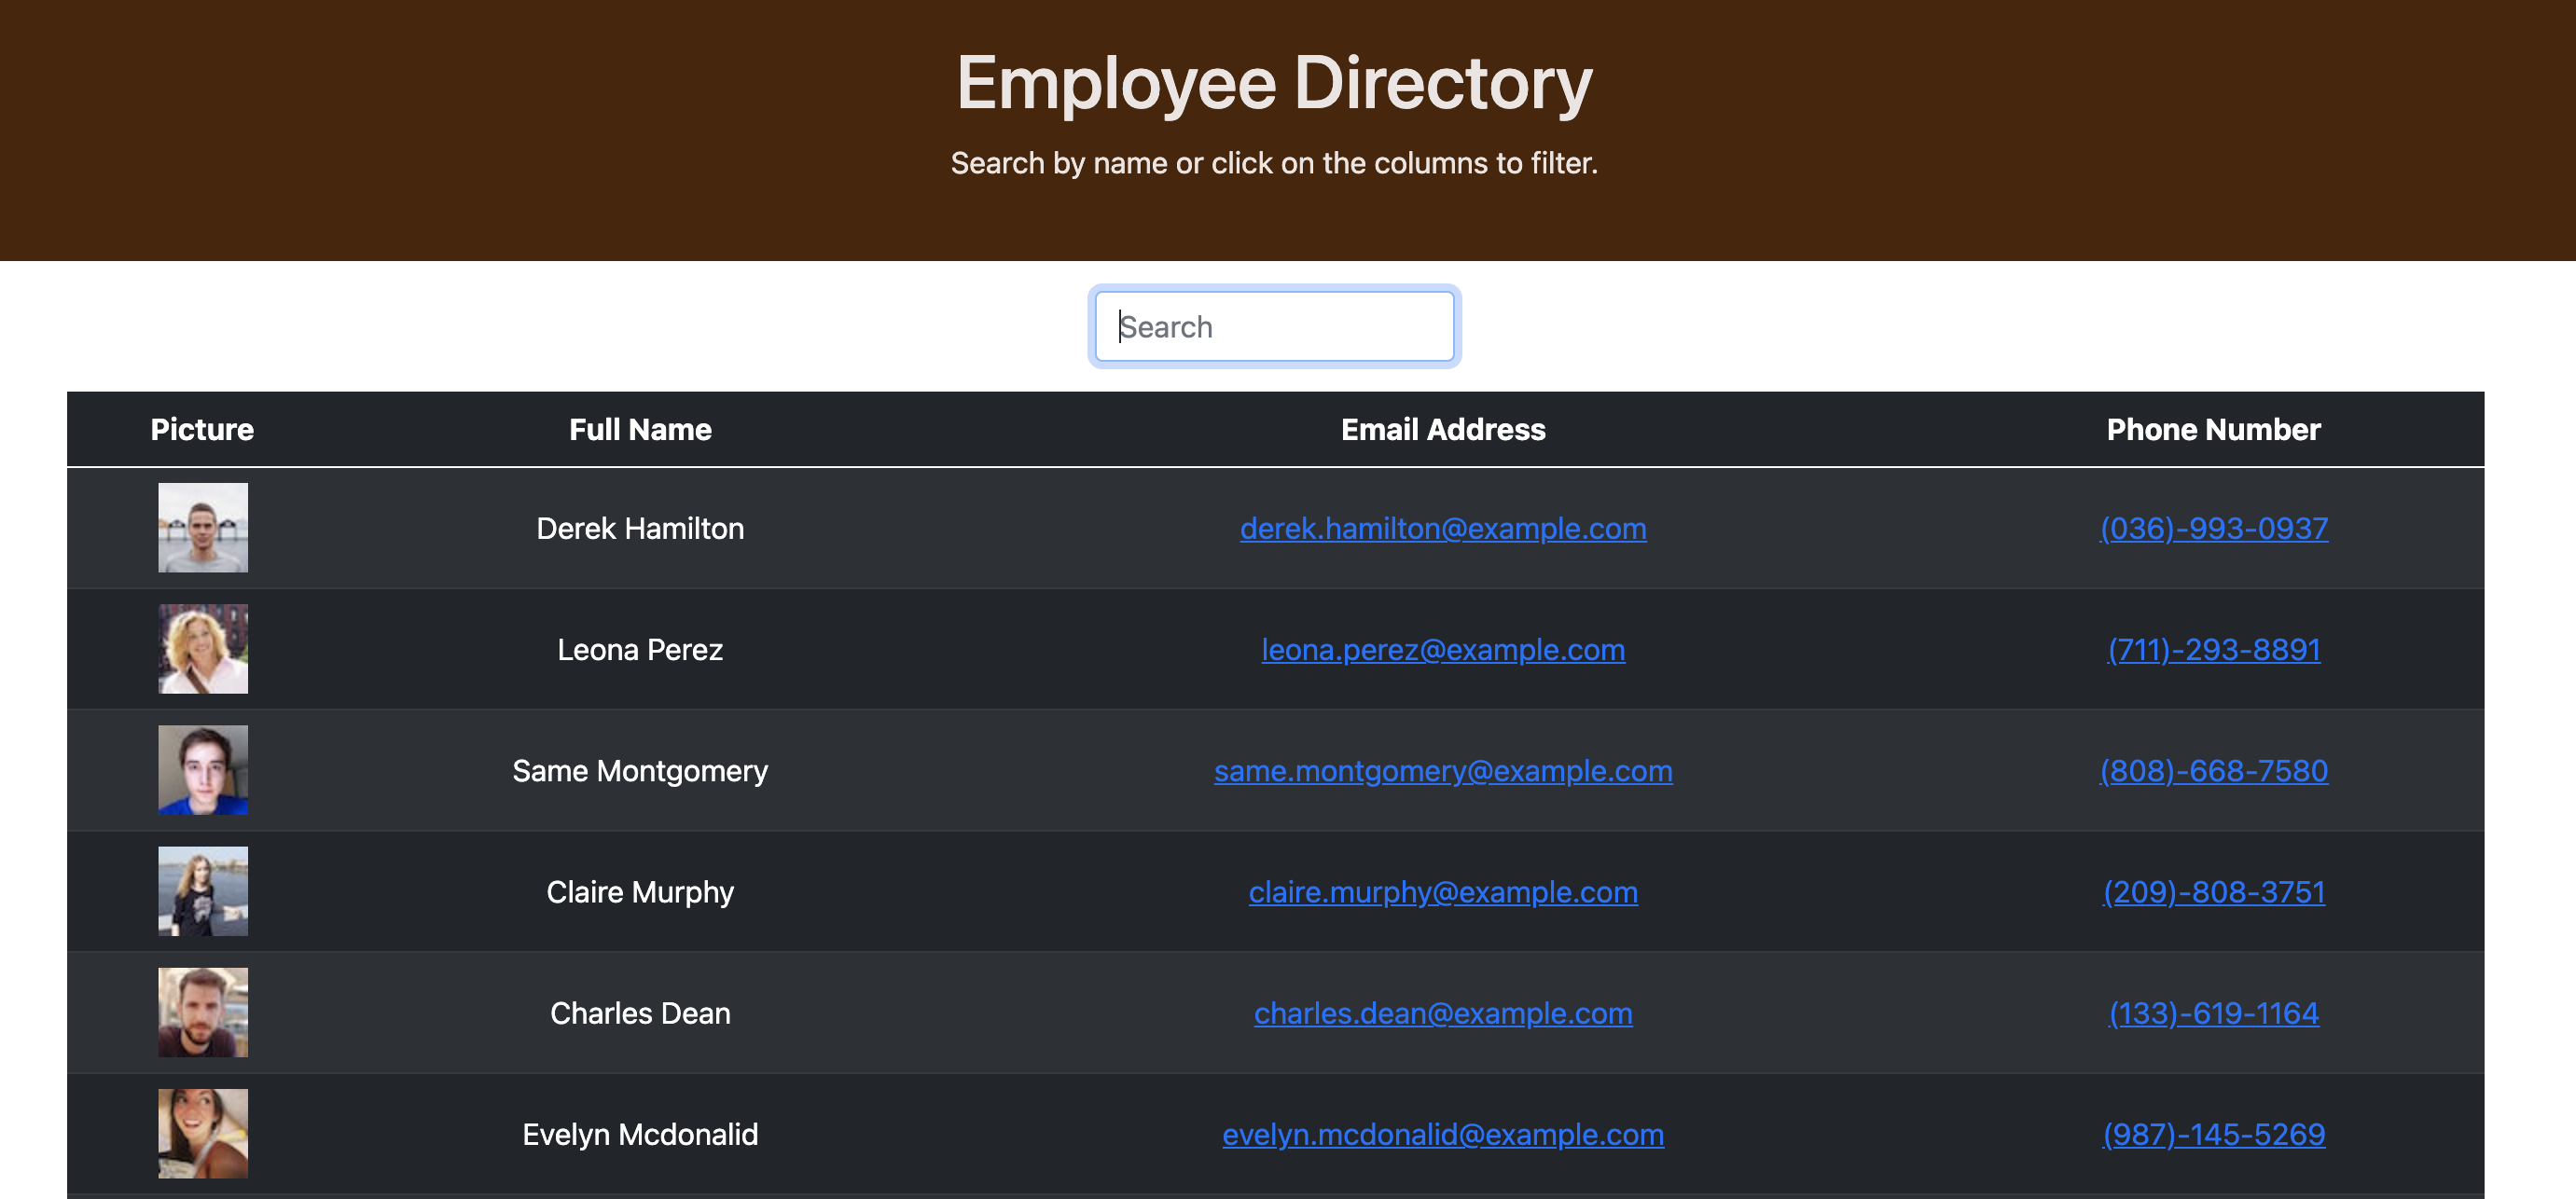 Employee Directory
Search by name or click on the columns to filter.
Search
Picture Full Name Email Address Phone Number
Derek Hamilton derek.hamilton@example.com (036)-993-0937
Leona Perez leona.perez@example.com (711)-293-8891
Same Montgomery same.montgomery@example.com (808)-668-7580
Claire Murphy claire.murphy@example.com (209)-808-3751
Charles Dean charles.dean@example.com (133)-619-1164
Evelyn Mcdonalid evelyn.mcdonalid@example.com (987)-145-5269